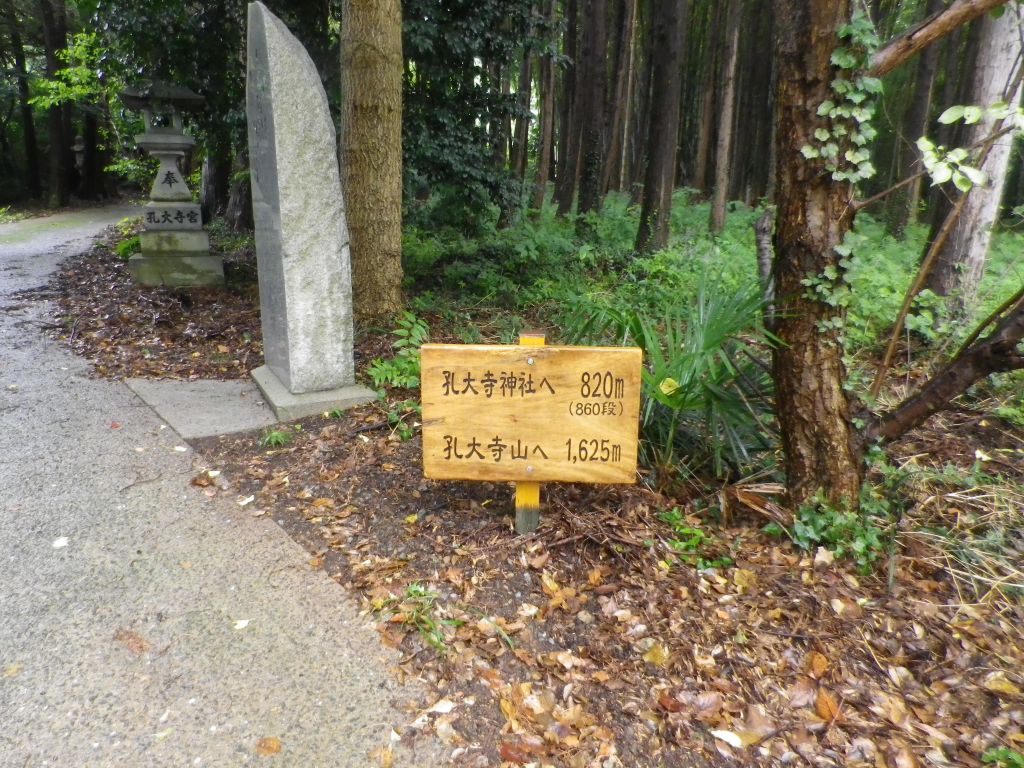 奉
孔大寺宮
孔大寺神社へ 820m
(860段)
孔大寺山へ 1,625m